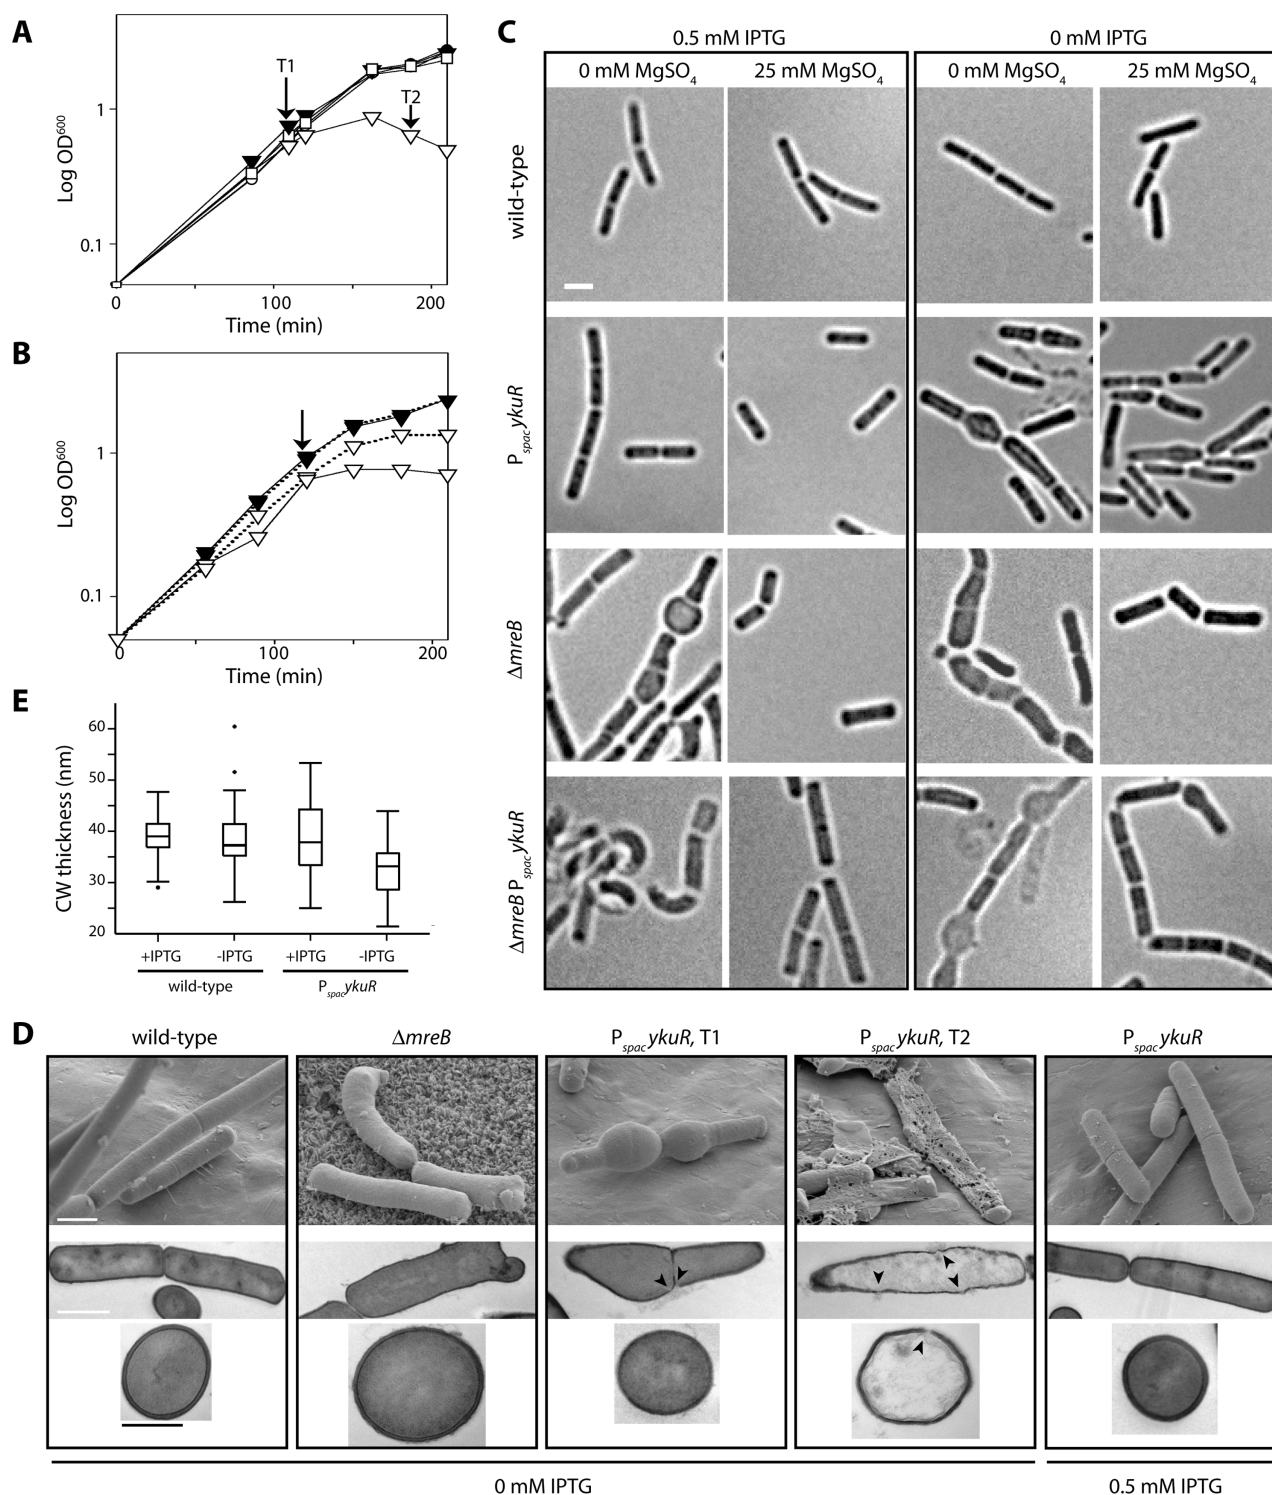 A
T1
T2
1
0.1
Log OD600
0
100
200
Time (min)
B
1
0.1
Log OD600
0
100
200
Time (min)
C
0.5 mM IPTG
0 mM IPTG
0 mM MgSO4
25 mM MgSO4
0 mM MgSO4
25 mM MgSO4
wild-type
PspacykuR
ΔmreB
ΔmreB PspacykuR
E
CW thickness (nm)
60
50
40
30
20
+IPTG
-IPTG
+IPTG
-IPTG
wild-type
PspacykuR
D
wild-type
ΔmreB
PspacykuR, T1
PspacykuR, T2
PspacykuR
0 mM IPTG
0.5 mM IPTG